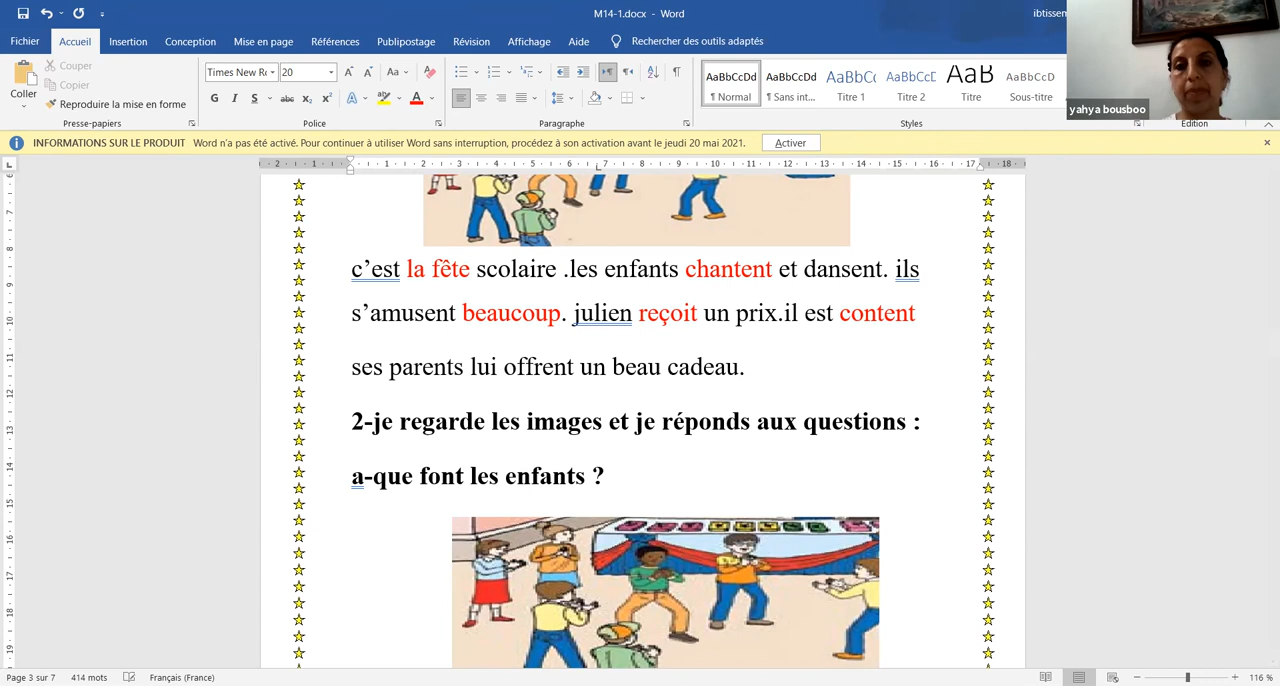 M14-1.docx - Word
ibtissem
Fichier Accueil Insertion Conception Mise en page Références Publipostage Révision Affichage Aide Rechercher des outils adaptés
Coller
Couper
Copier
Reproduire la mise en forme
Presse-papiers
Times New Ro 20
Police
Paragraphe
AaBbCcDd AaBbCcDd AaBbC( AaBbCcE AaB AaBbCcD
¶ Normal ¶ Sans int... Titre 1 Titre 2 Titre Sous-titre
Styles
Edition
yahya bousboo
INFORMATIONS SUR LE PRODUIT Word n'a pas été activé. Pour continuer à utiliser Word sans interruption, procédez à son activation avant le jeudi 20 mai 2021. Activer
c’est la fête scolaire .les enfants chantent et dansent. ils
s’amusent beaucoup. julien reçoit un prix.il est content
ses parents lui offrent un beau cadeau.
2-je regarde les images et je réponds aux questions :
a-que font les enfants ?
Page 3 sur 7 414 mots Français (France) 116 %